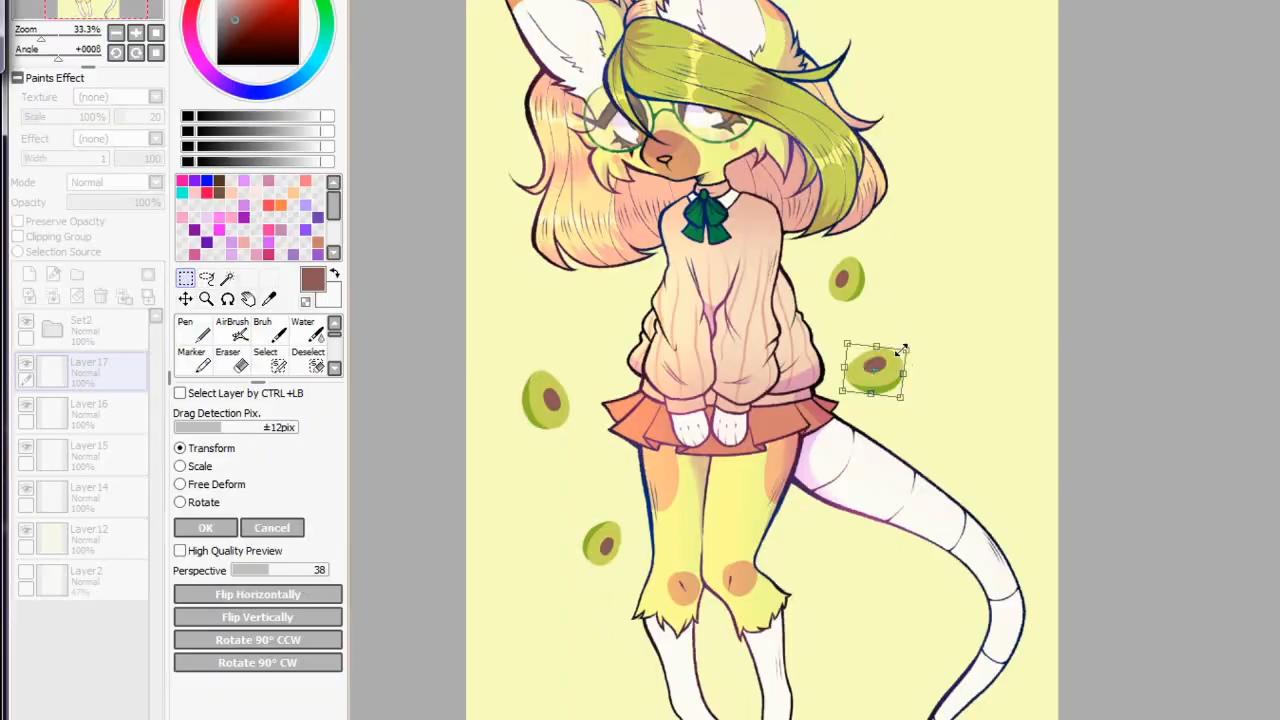 Zoom 33.3%
Angle +0008
Paints Effect
Texture (none)
Scale 100% 20
Effect (none)
Width 1 100
Mode Normal
Opacity 100%
Preserve Opacity
Clipping Group
Selection Source
Set2
Normal
100%
Layer17
Normal
100%
Layer16
Normal
100%
Layer15
Normal
100%
Layer14
Normal
100%
Layer12
Normal
100%
Layer2
Normal
47%
Pen AirBrush Bruh Water
Marker Eraser Select Deselect
Select Layer by CTRL+LB
Drag Detection Pix.
±12pix
Transform
Scale
Free Deform
Rotate
OK Cancel
High Quality Preview
Perspective 38
Flip Horizontally
Flip Vertically
Rotate 90° CCW
Rotate 90° CW